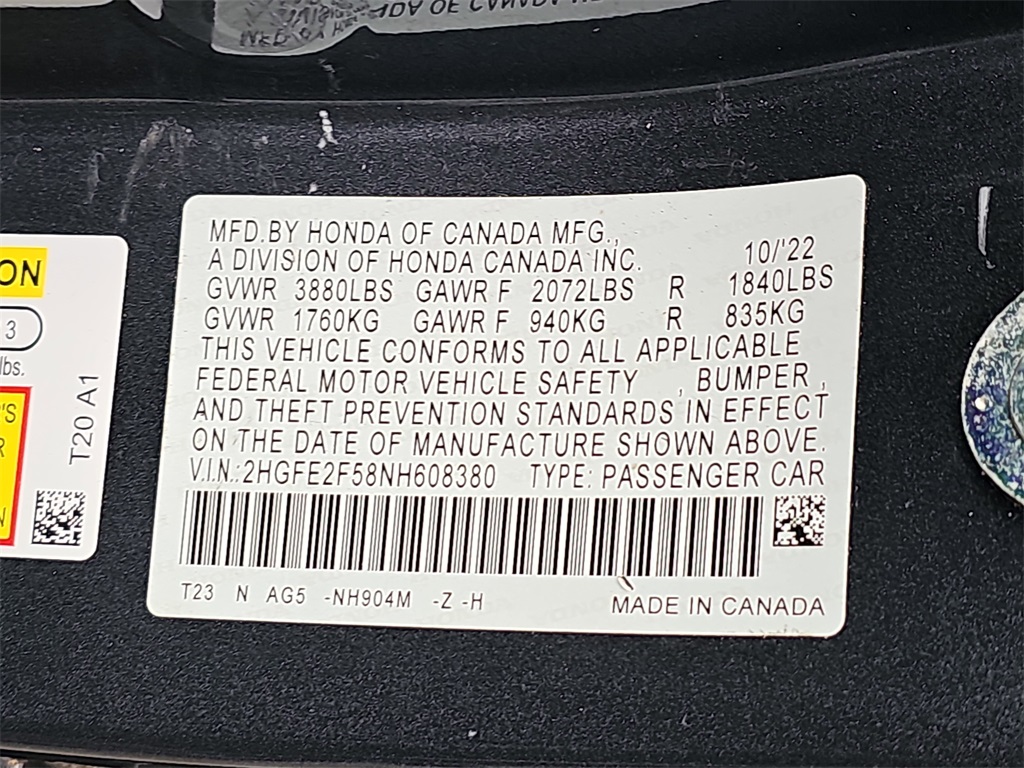 MFD.BY HONDA OF CANADA MFG.,
A DIVISION OF HONDA CANADA INC. 10/'22
GVWR 3880LBS GAWR F 2072LBS R 1840LBS
GVWR 1760KG GAWR F 940KG R 835KG
THIS VEHICLE CONFORMS TO ALL APPLICABLE
FEDERAL MOTOR VEHICLE SAFETY , BUMPER ,
AND THEFT PREVENTION STANDARDS IN EFFECT
ON THE DATE OF MANUFACTURE SHOWN ABOVE.
V.I.N.:2HGFE2F58NH608380 TYPE: PASSENGER CAR
T23 N AG5 -NH904M -Z -H MADE IN CANADA
ON
3
lbs.
'S
R
N
T20 A1